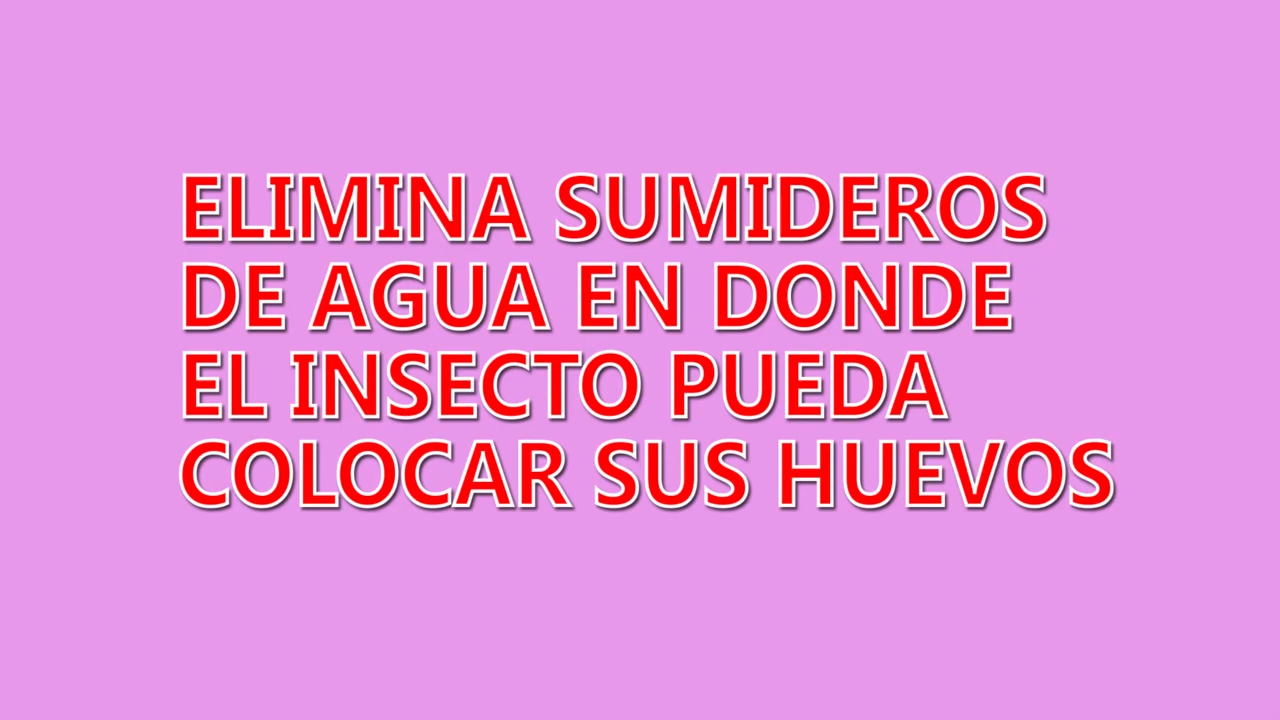 ELIMINA SUMIDEROS
DE AGUA EN DONDE
EL INSECTO PUEDA
COLOCAR SUS HUEVOS